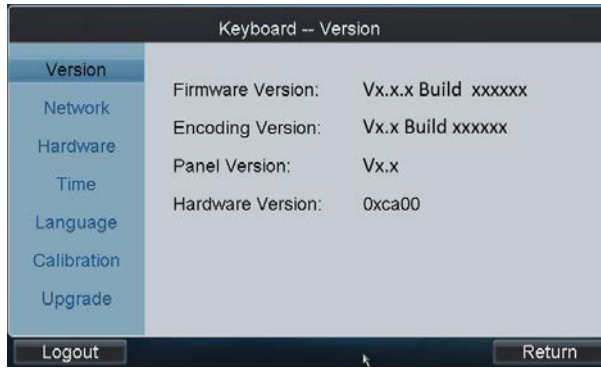 Keyboard -- Version
Version
Network
Hardware
Time
Language
Calibration
Upgrade
Firmware Version: Vx.x.x Build xxxxxx
Encoding Version: Vx.x Build xxxxxx
Panel Version: Vx.x
Hardware Version: 0xca00
Logout
Return